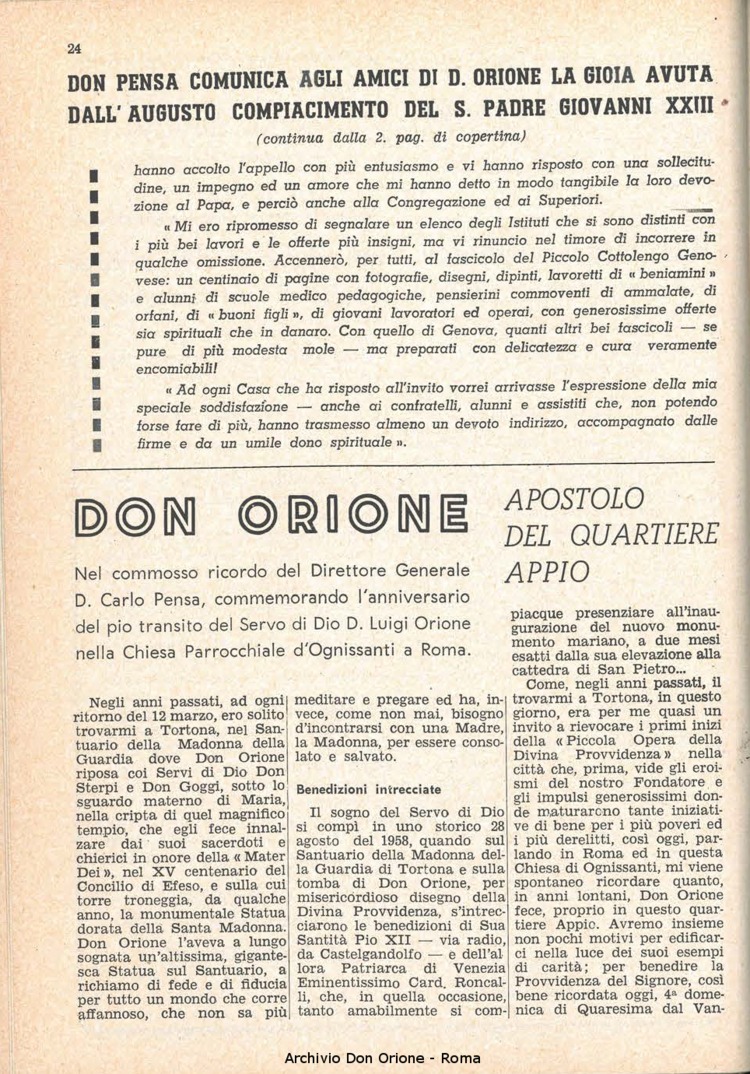 24
DON PENSA COMUNICA AGLI AMICI DI D. ORIONE LA GIOIA AVUTA
DALL' AUGUSTO COMPIACIMENTO DEL S. PADRE GIOVANNI XXIII
(continua dalla 2. pag. di copertina)
hanno accolto l'appello con più entusiasmo e vi hanno risposto con una sollecitu-
dine, un impegno ed un amore che mi hanno detto in modo tangibile la loro devo-
zione al Papa, e perciò anche alla Congregazione ed ai Superiori.
« Mi ero ripromesso di segnalare un elenco degli Istituti che si sono distinti con
i più bei lavori e le offerte più insigni, ma vi rinuncio nel timore di incorrere in
qualche omissione. Accennerò, per tutti, al fascicolo del Piccolo Cottolengo Geno-
vese: un centinaio di pagine con fotografie, disegni, dipinti, lavoretti di « beniamini »
e alunni di scuole medico pedagogiche, pensierini commoventi di ammalate, di
orfani, di « buoni figli », di giovani lavoratori ed operai, con generosissime offerte
sia spirituali che in danaro. Con quello di Genova, quanti altri bei fascicoli — se
pure di più modesta mole — ma preparati con delicatezza e cura veramente
encomiabili!
« Ad ogni Casa che ha risposto all'invito vorrei arrivasse l'espressione della mia
speciale soddisfazione — anche ai confratelli, alunni e assistiti che, non potendo
forse fare di più, hanno trasmesso almeno un devoto indirizzo, accompagnato dalle
firme e da un umile dono spirituale ».
DON ORIONE
APOSTOLO
DEL QUARTIERE
APPIO
Nel commosso ricordo del Direttore Generale
D. Carlo Pensa, commemorando l'anniversario
del pio transito del Servo di Dio D. Luigi Orione
nella Chiesa Parrocchiale d'Ognissanti a Roma.
Negli anni passati, ad ogni
ritorno del 12 marzo, ero solito
trovarmi a Tortona, nel San-
tuario della Madonna della
Guardia dove Don Orione
riposa coi Servi di Dio Don
Sterpi e Don Goggi, sotto lo
sguardo materno di Maria,
nella cripta di quel magnifico
tempio, che egli fece innal-
zare dai suoi sacerdoti e
chierici in onore della « Mater
Dei », nel XV centenario del
Concilio di Efeso, e sulla cui
torre troneggia, da qualche
anno, la monumentale Statua
dorata della Santa Madonna.
Don Orione l'aveva a lungo
sognata un'altissima, gigante-
sca Statua sul Santuario, a
richiamo di fede e di fiducia
per tutto un mondo che corre
affannoso, che non sa più
meditare e pregare ed ha, in-
vece, come non mai, bisogno
d'incontrarsi con una Madre,
la Madonna, per essere conso-
lato e salvato.
Benedizioni intrecciate
Il sogno del Servo di Dio
si compì in uno storico 28
agosto del 1958, quando sul
Santuario della Madonna del-
la Guardia di Tortona e sulla
tomba di Don Orione, per
misericordioso disegno della
Divina Provvidenza, s'intrec-
ciarono le benedizioni di Sua
Santità Pio XII — via radio,
da Castelgandolfo — e dell'al
lora Patriarca di Venezia
Eminentissimo Card. Roncal-
li, che, in quella occasione,
tanto amabilmente si com-
piacque presenziare all'inau-
gurazione del nuovo monu-
mento mariano, a due mesi
esatti dalla sua elevazione alla
cattedra di San Pietro...
Come, negli anni passati, il
trovarmi a Tortona, in questo
giorno, era per me quasi un
invito a rievocare i primi inizi
della « Piccola Opera della
Divina Provvidenza » nella
città che, prima, vide gli eroi-
smi del nostro Fondatore e
gli impulsi generosissimi don-
de maturarono tante iniziati-
ve di bene per i più poveri ed
i più derelitti, così oggi, par-
lando in Roma ed in questa
Chiesa di Ognissanti, mi viene
spontaneo ricordare quanto,
in anni lontani, Don Orione
fece, proprio in questo quar-
tiere Appio. Avremo insieme
non pochi motivi per edificar-
ci nella luce dei suoi esempi
di carità; per benedire la
Provvidenza del Signore, così
bene ricordata oggi, 4ª dome-
nica di Quaresima dal Van-
Archivio Don Orione - Roma